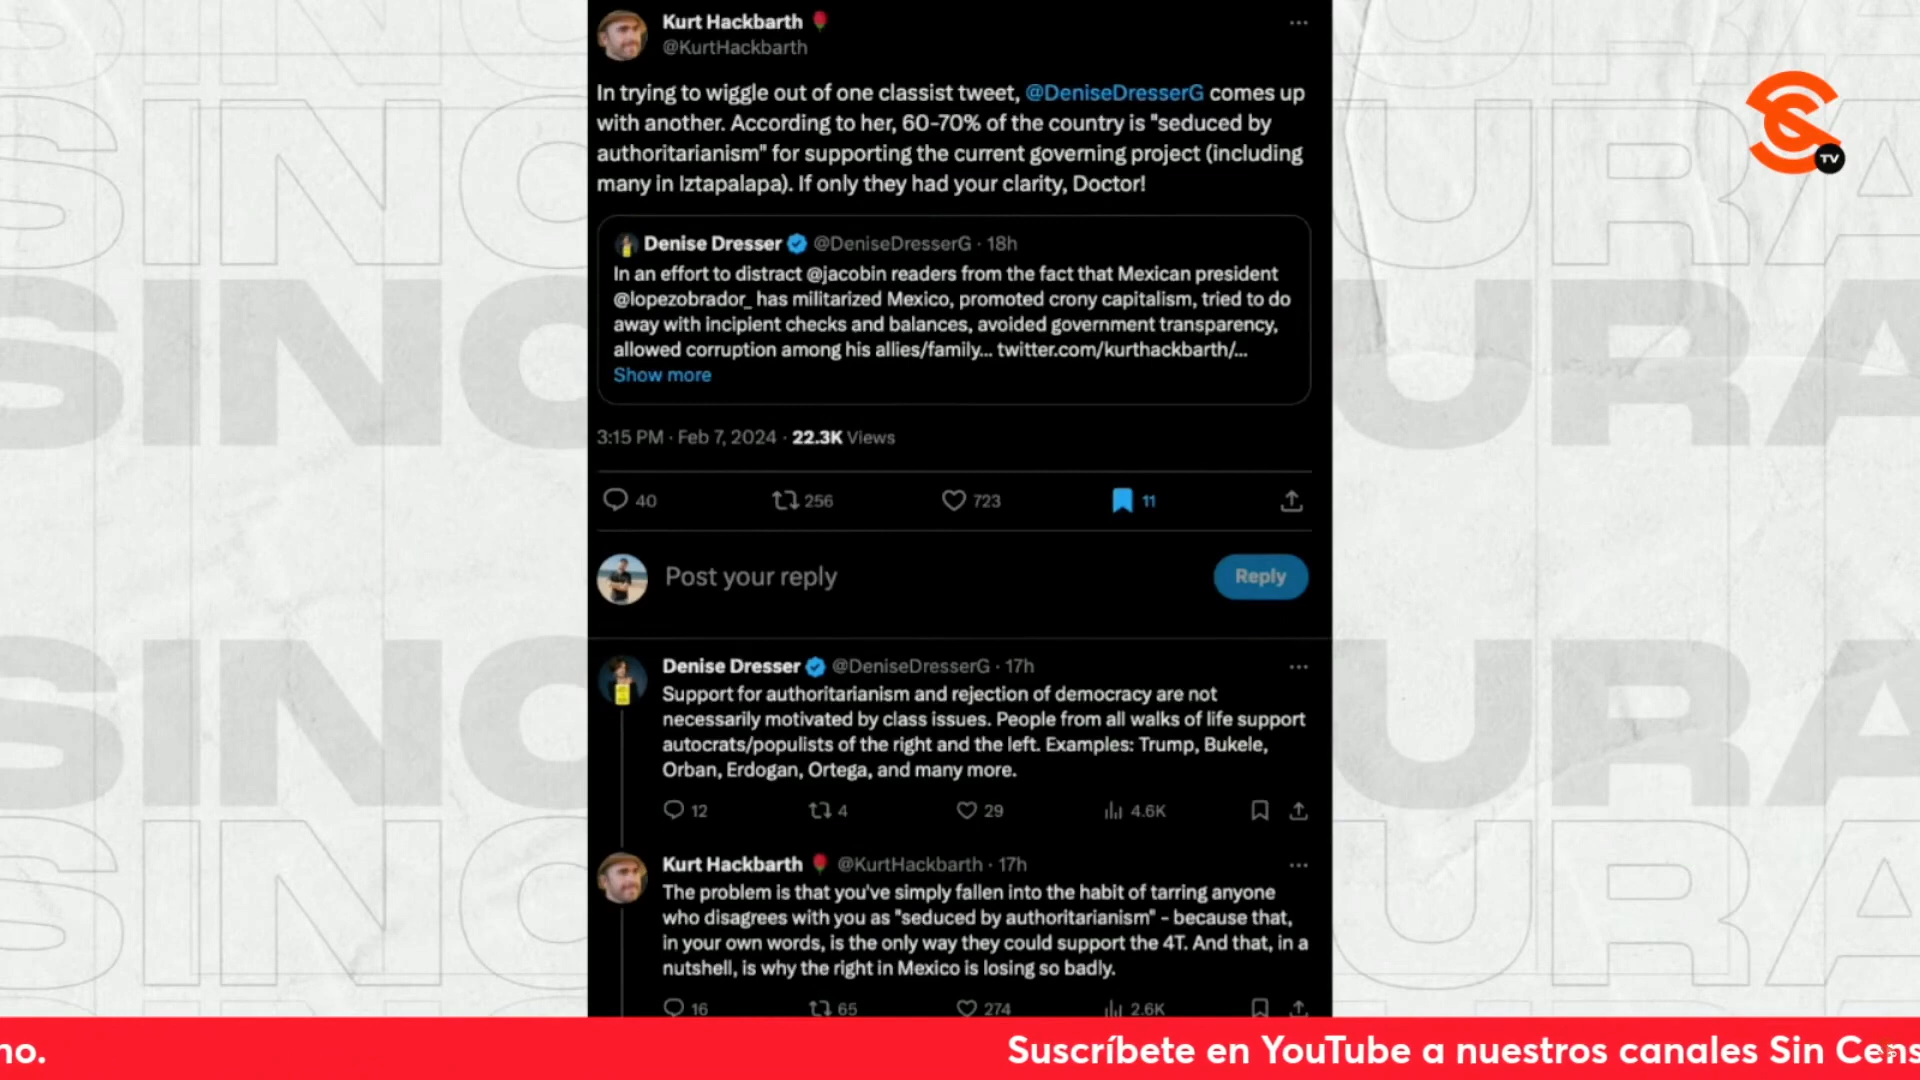 Kurt Hackbarth
@KurtHackbarth
In trying to wiggle out of one classist tweet, @DeniseDresserG comes up
with another. According to her, 60-70% of the country is "seduced by
authoritarianism" for supporting the current governing project (including
many in Iztapalapa). If only they had your clarity, Doctor!
Denise Dresser @DeniseDresserG · 18h
In an effort to distract @jacobin readers from the fact that Mexican president
@lopezobrador_ has militarized Mexico, promoted crony capitalism, tried to do
away with incipient checks and balances, avoided government transparency,
allowed corruption among his allies/family... twitter.com/kurthackbarth/...
Show more
3:15 PM · Feb 7, 2024 · 22.3K Views
40 256 723 11
Post your reply
Reply
Denise Dresser @DeniseDresserG · 17h
Support for authoritarianism and rejection of democracy are not
necessarily motivated by class issues. People from all walks of life support
autocrats/populists of the right and the left. Examples: Trump, Bukele,
Orban, Erdogan, Ortega, and many more.
12 4 29 4.6K
Kurt Hackbarth @KurtHackbarth · 17h
The problem is that you've simply fallen into the habit of tarring anyone
who disagrees with you as "seduced by authoritarianism" - because that,
in your own words, is the only way they could support the 4T. And that, in a
nutshell, is why the right in Mexico is losing so badly.
16 65 274 2.6K
TV
SINC URA
SINC URA
SINC URA
SINC URA
SINC URA
no. Suscríbete en YouTube a nuestros canales Sin Cens